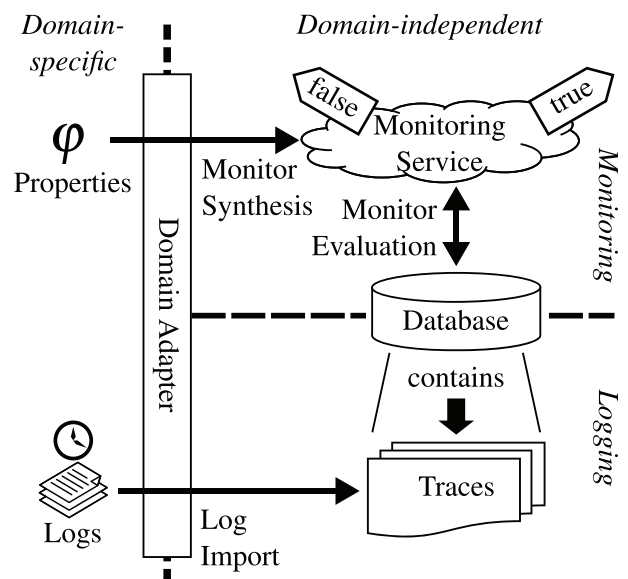 Domain-
specific
Domain-independent
false
true
Monitoring
Service
φ
Properties
Monitor
Synthesis
Monitor
Evaluation
Monitoring
Domain Adapter
Database
contains
Logging
Traces
Logs
Log
Import